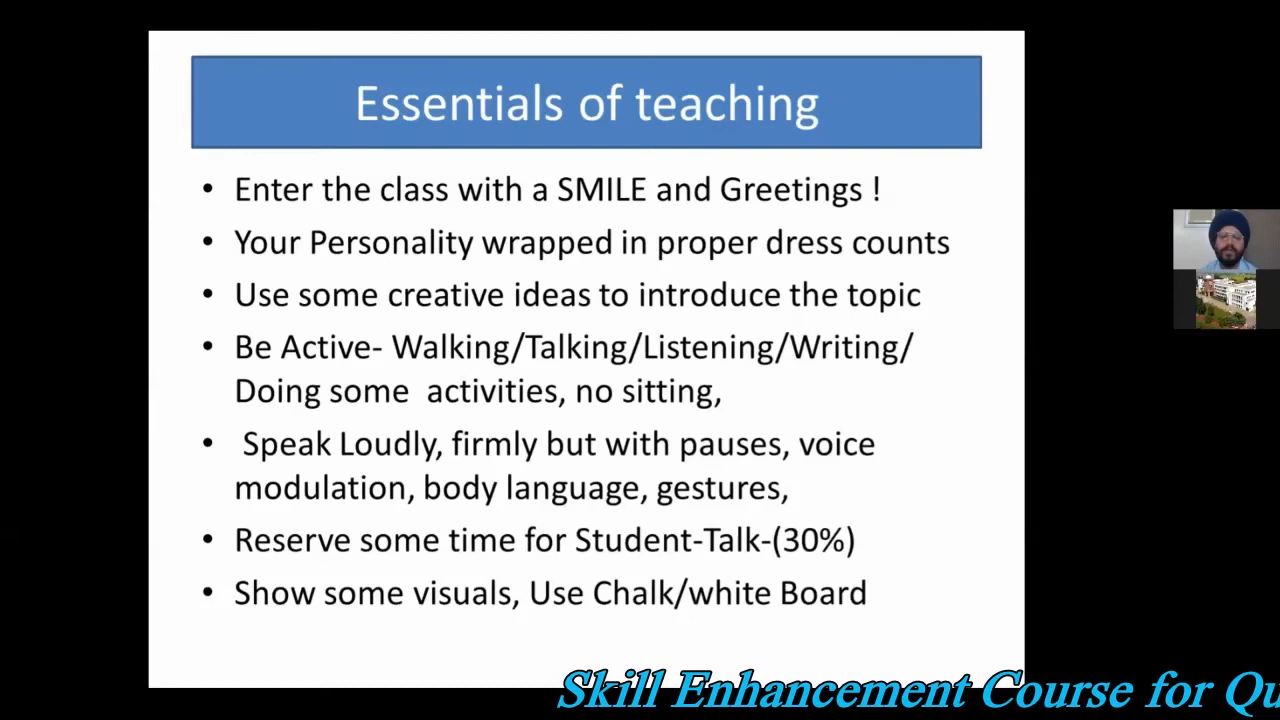 Essentials of teaching
• Enter the class with a SMILE and Greetings !
• Your Personality wrapped in proper dress counts
• Use some creative ideas to introduce the topic
• Be Active- Walking/Talking/Listening/Writing/
Doing some  activities, no sitting,
•  Speak Loudly, firmly but with pauses, voice
modulation, body language, gestures,
• Reserve some time for Student-Talk-(30%)
• Show some visuals, Use Chalk/white Board
Skill Enhancement Course for Qu